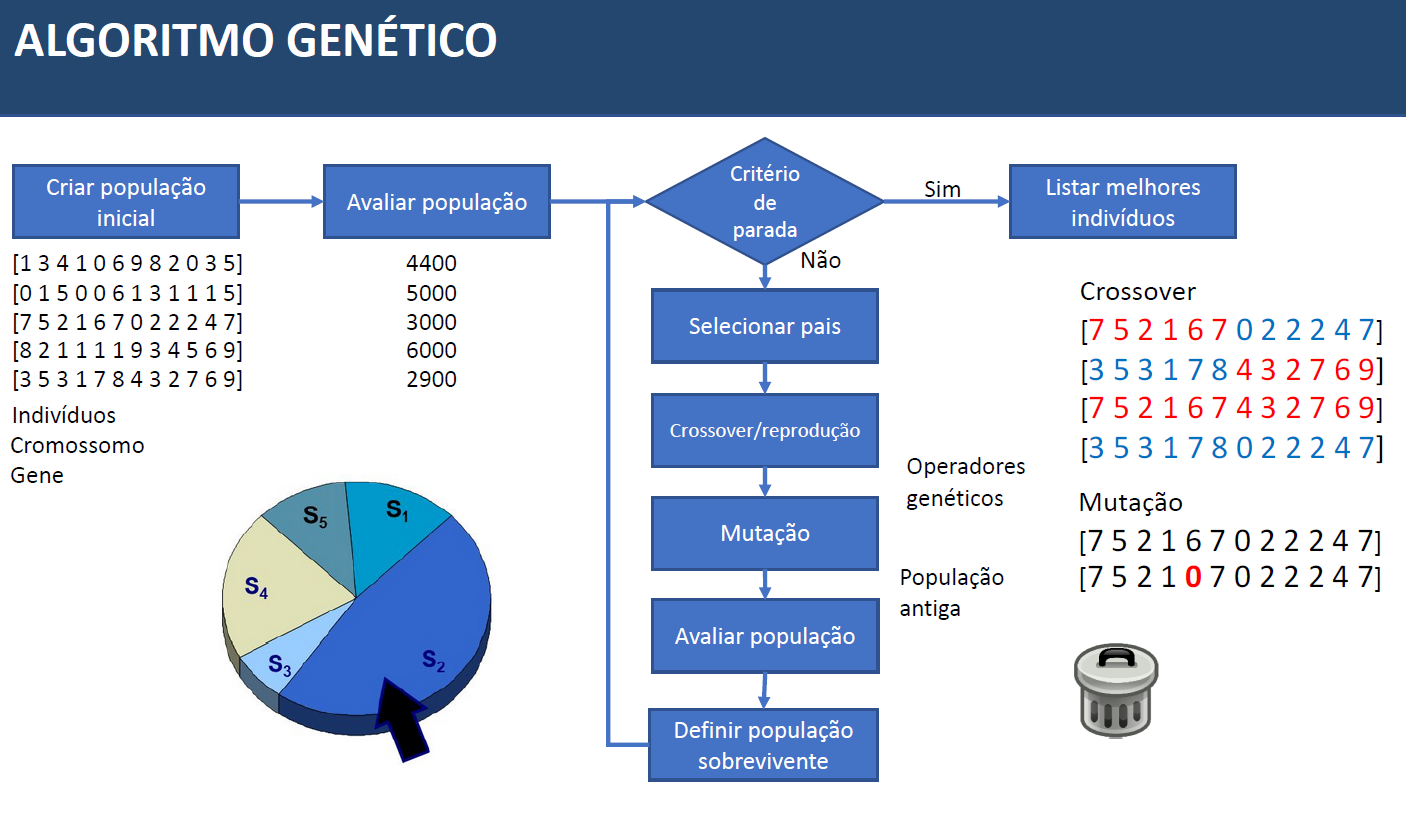 ALGORITMO GENÉTICO
Criar população
inicial
Avaliar população
Critério
de
parada
Sim
Listar melhores
indivíduos
Não
[1 3 4 1 0 6 9 8 2 0 3 5]
[0 1 5 0 0 6 1 3 1 1 1 5]
[7 5 2 1 6 7 0 2 2 2 4 7]
[8 2 1 1 1 1 9 3 4 5 6 9]
[3 5 3 1 7 8 4 3 2 7 6 9]
4400
5000
3000
6000
2900
Indivíduos
Cromossomo
Gene
S1
S2
S3
S4
S5
Selecionar pais
Crossover/reprodução
Mutação
Avaliar população
Definir população
sobrevivente
Operadores
genéticos
População
antiga
Crossover
[7 5 2 1 6 7 0 2 2 2 4 7]
[3 5 3 1 7 8 4 3 2 7 6 9]
[7 5 2 1 6 7 4 3 2 7 6 9]
[3 5 3 1 7 8 0 2 2 2 4 7]
Mutação
[7 5 2 1 6 7 0 2 2 2 4 7]
[7 5 2 1 0 7 0 2 2 2 4 7]